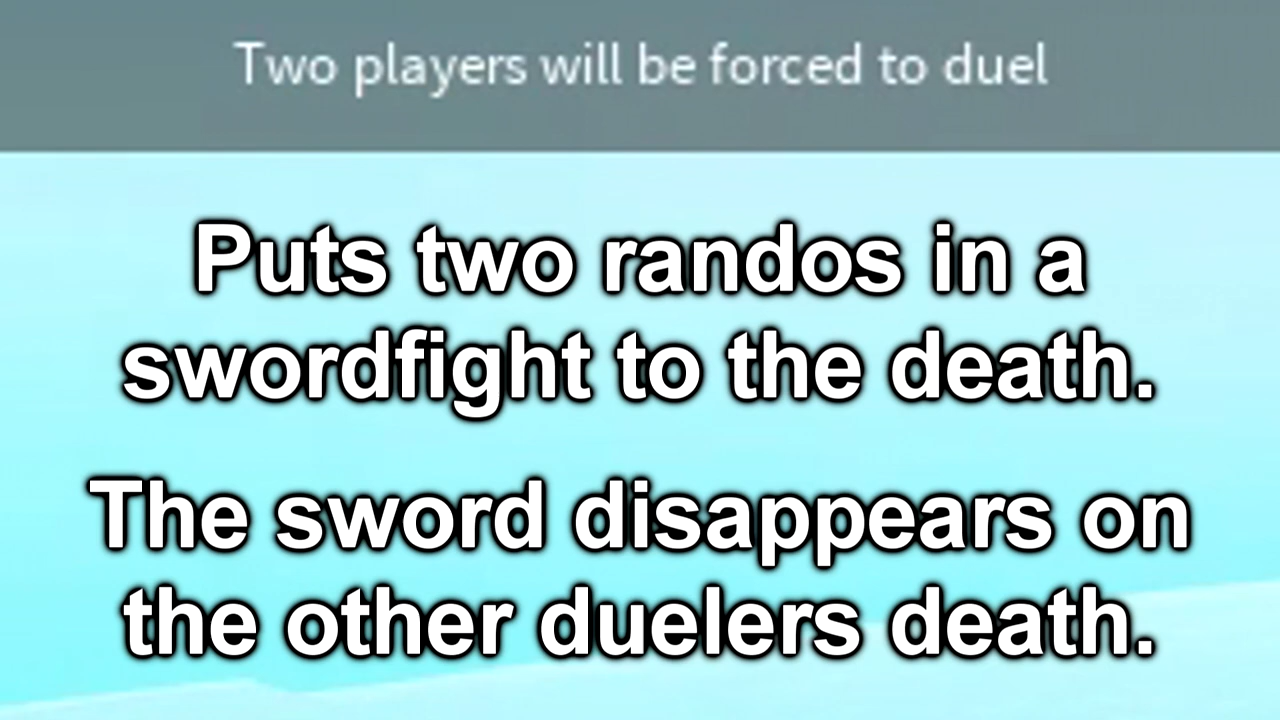 Two players will be forced to duel
Puts two randos in a
swordfight to the death.
The sword disappears on
the other duelers death.